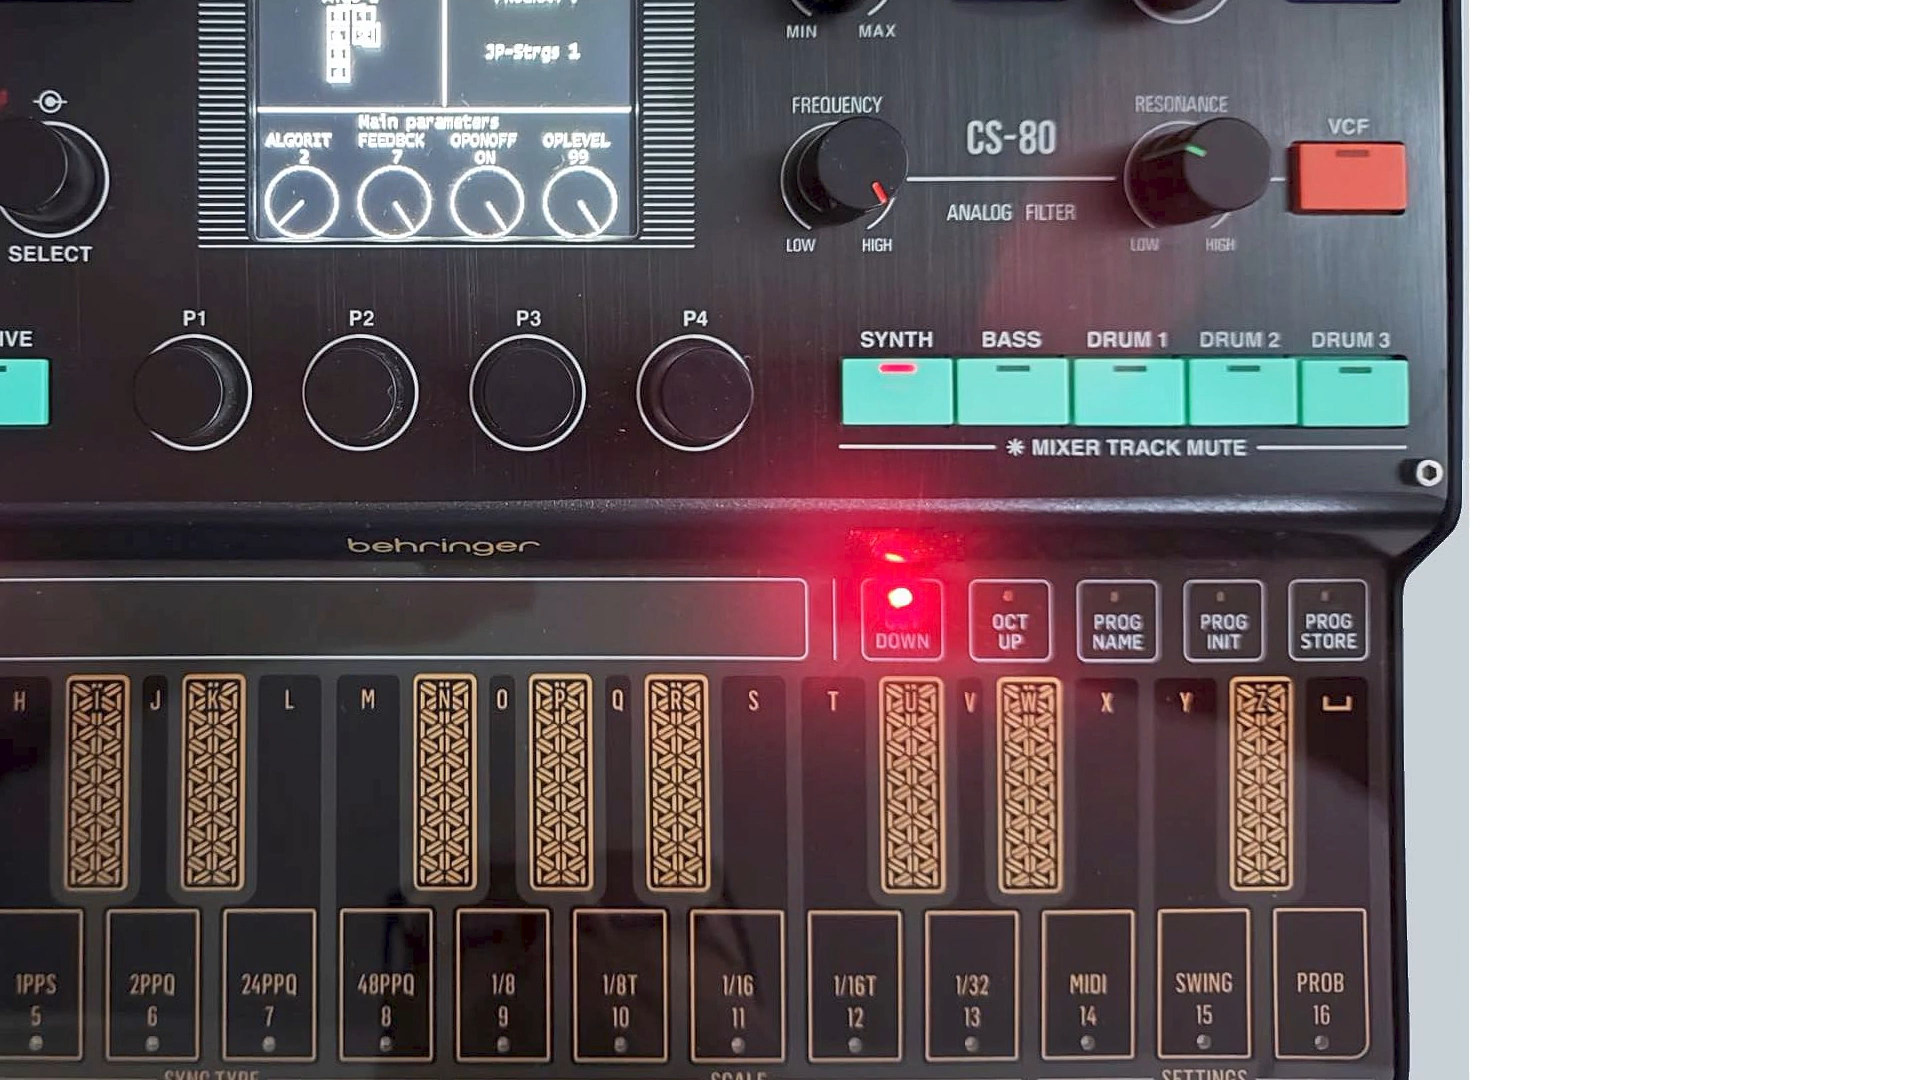 MIN MAX
JP-Strgs 1
Main parameters
ALGORIT FEEDBCK OPONOFF OPLEVEL
2 7 ON 99
SELECT
FREQUENCY
CS-80
RESONANCE
VCF
ANALOG FILTER
LOW HIGH
LOW HIGH
P1 P2 P3 P4
SYNTH BASS DRUM 1 DRUM 2 DRUM 3
MIXER TRACK MUTE
behringer
DOWN
OCT
UP
PROG
NAME
PROG
INIT
PROG
STORE
H I J K L M N O P Q R S T U V W X Y Z
1PPS 2PPQ 24PPQ 48PPQ 1/8 1/8T 1/16 1/16T 1/32 MIDI SWING PROB
5 6 7 8 9 10 11 12 13 14 15 16
SYNC TYPE SCALE SETTINGS